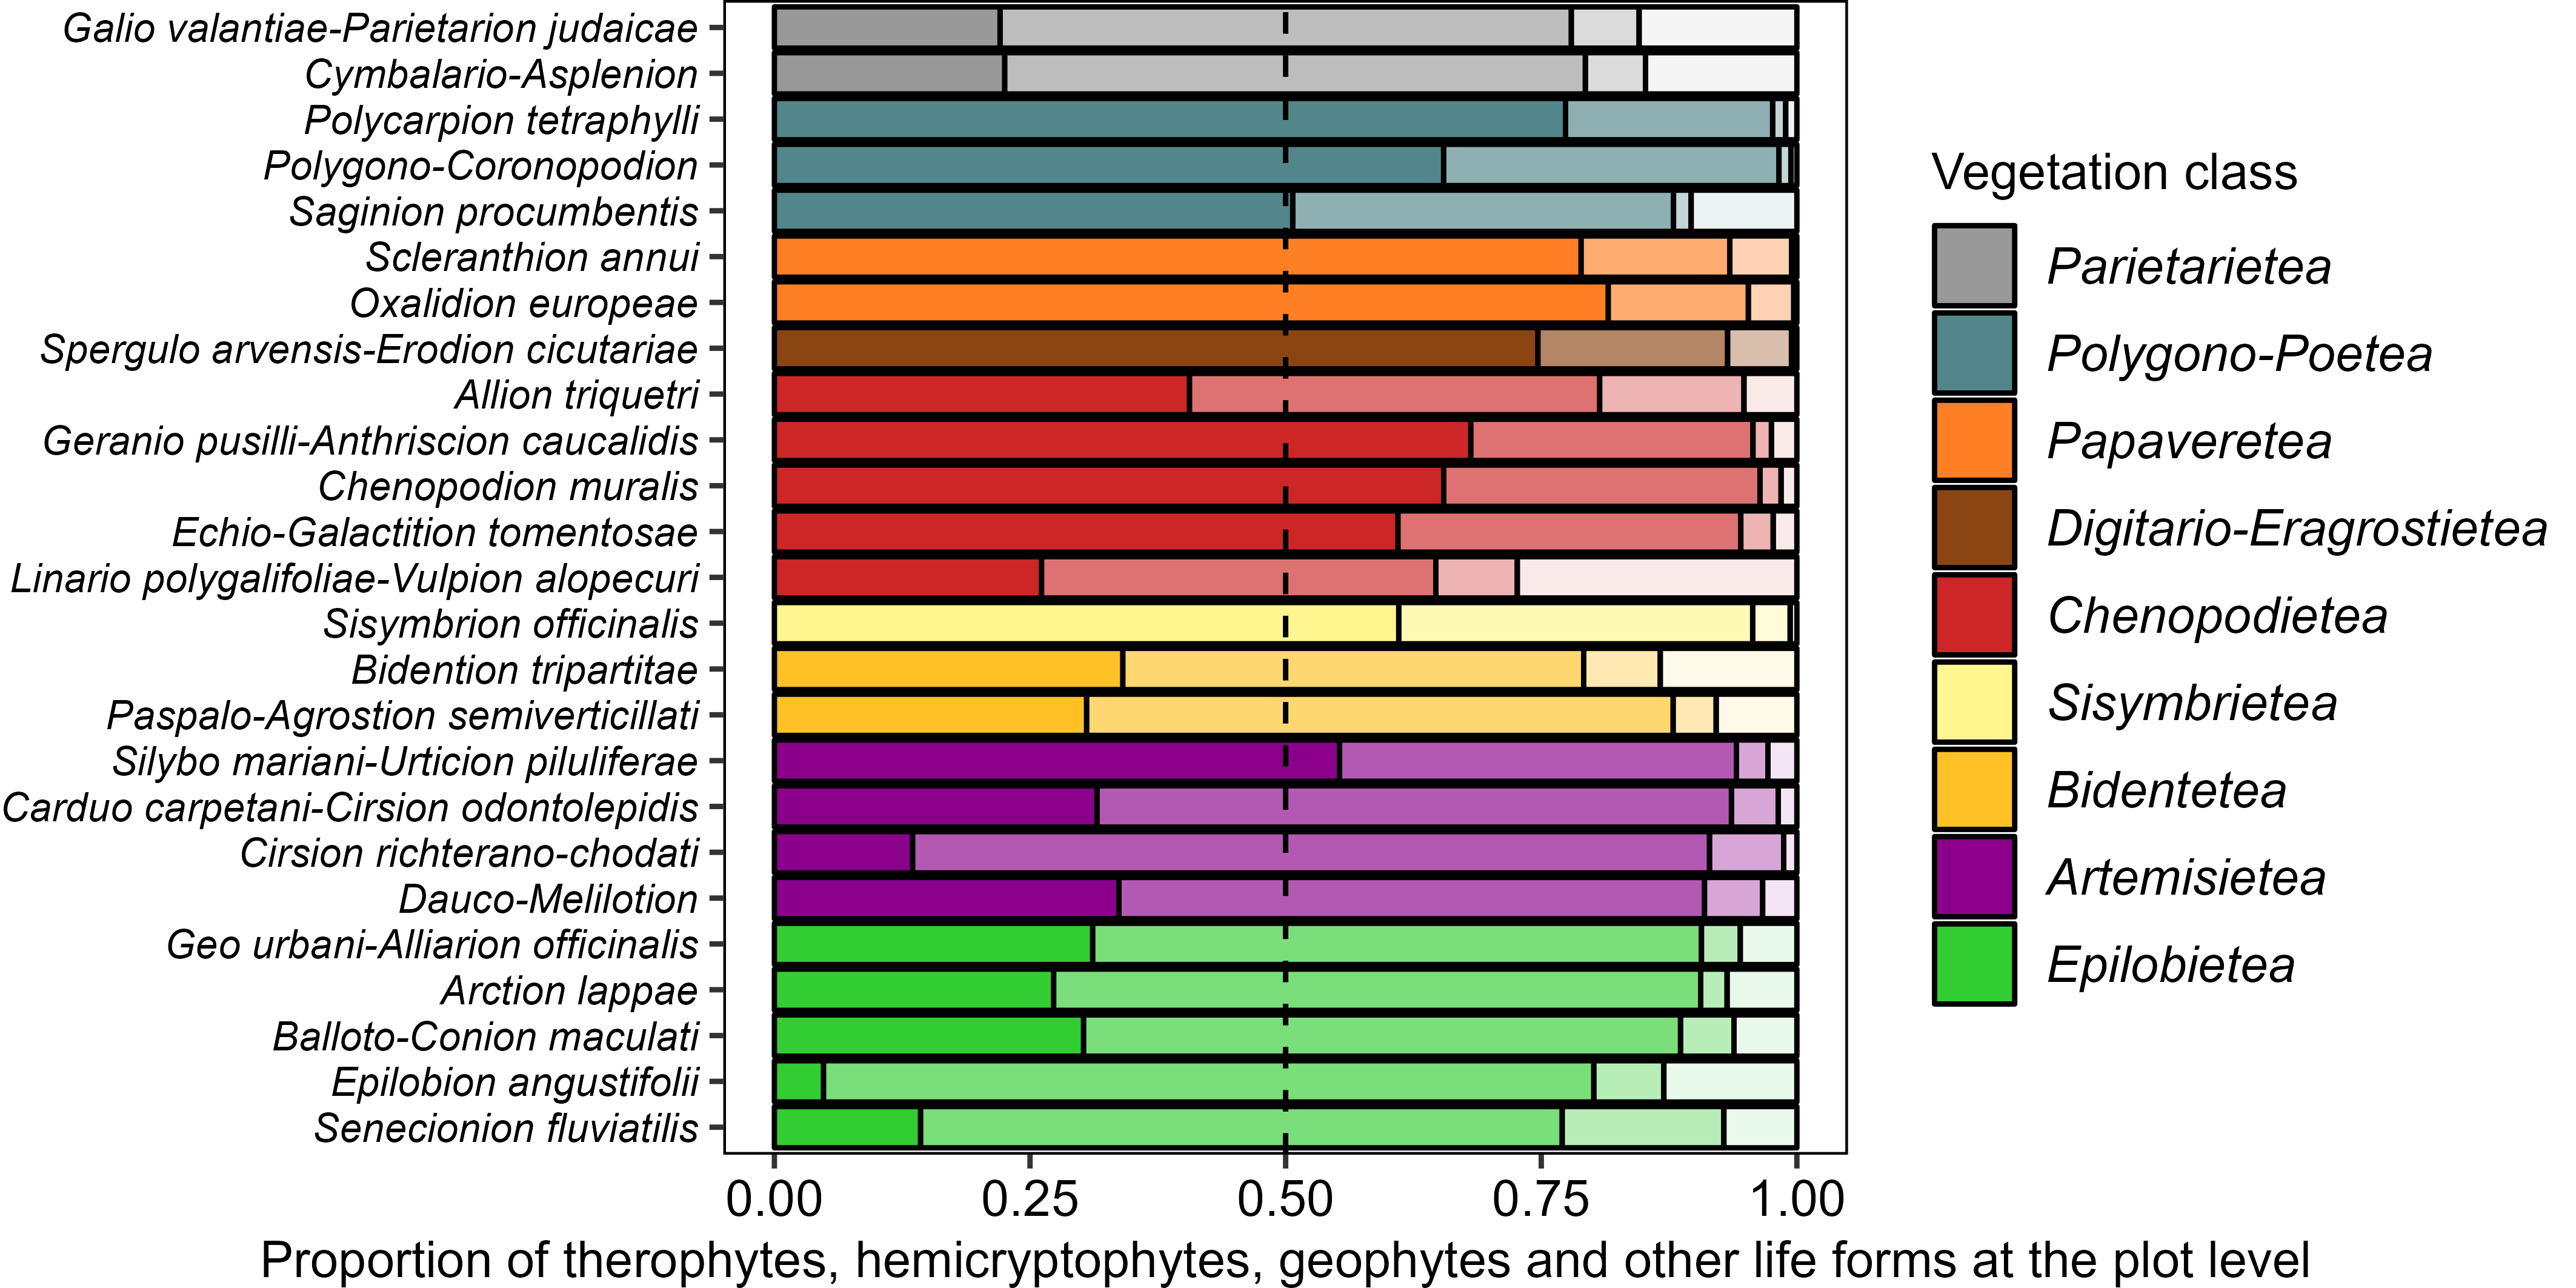 Galio valantiae-Parietarion judaicae
Cymbalario-Asplenion
Polycarpion tetraphylli
Polygono-Coronopodion
Saginion procumbentis
Scleranthion annui
Oxalidion europeae
Spergulo arvensis-Erodion cicutariae
Allion triquetri
Geranio pusilli-Anthriscion caucalidis
Chenopodion muralis
Echio-Galactition tomentosae
Linario polygalifoliae-Vulpion alopecuri
Sisymbrion officinalis
Bidention tripartitae
Paspalo-Agrostion semiverticillati
Silybo mariani-Urticion piluliferae
Carduo carpetani-Cirsion odontolepidis
Cirsion richterano-chodati
Dauco-Melilotion
Geo urbani-Alliarion officinalis
Arction lappae
Balloto-Conion maculati
Epilobion angustifolii
Senecionion fluviatilis
0.00 0.25 0.50 0.75 1.00
Proportion of therophytes, hemicryptophytes, geophytes and other life forms at the plot level
Vegetation class
Parietarietea
Polygono-Poetea
Papaveretea
Digitario-Eragrostietea
Chenopodietea
Sisymbrietea
Bidentetea
Artemisietea
Epilobietea